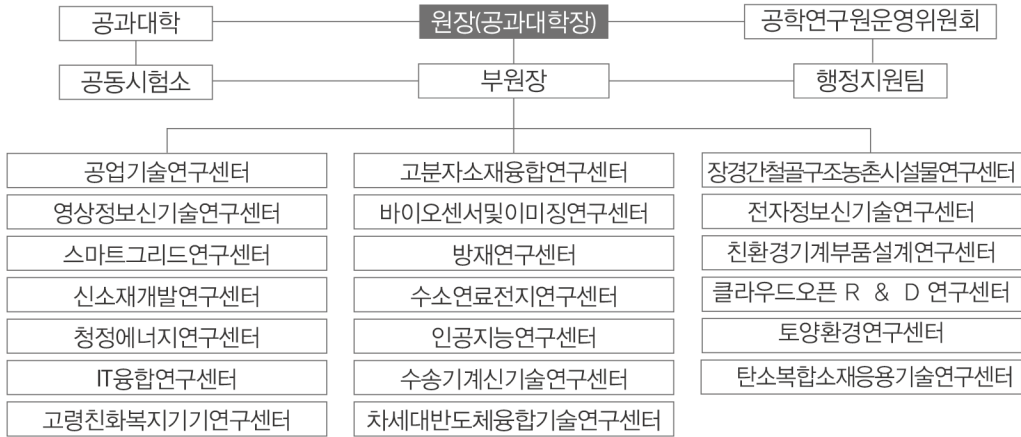 공과대학
원장(공과대학장)
공학연구원운영위원회
공동시험소
부원장
행정지원팀
공업기술연구센터
영상정보신기술연구센터
스마트그리드연구센터
신소재개발연구센터
청정에너지연구센터
IT융합연구센터
고령친화복지기기연구센터
고분자소재융합연구센터
바이오센서및이미징연구센터
방재연구센터
수소연료전지연구센터
인공지능연구센터
수송기계신기술연구센터
차세대반도체융합기술연구센터
장경간철골구조농촌시설물연구센터
전자정보신기술연구센터
친환경기계부품설계연구센터
클라우드오픈 R & D 연구센터
토양환경연구센터
탄소복합소재응용기술연구센터